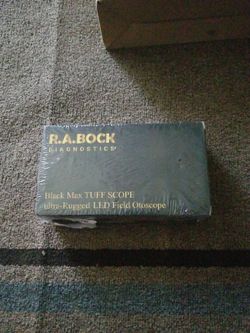 R.A.BOCK
DIAGNOSTICS
Black Max TUFF SCOPE
ultra-Rugged LED Field Otoscope